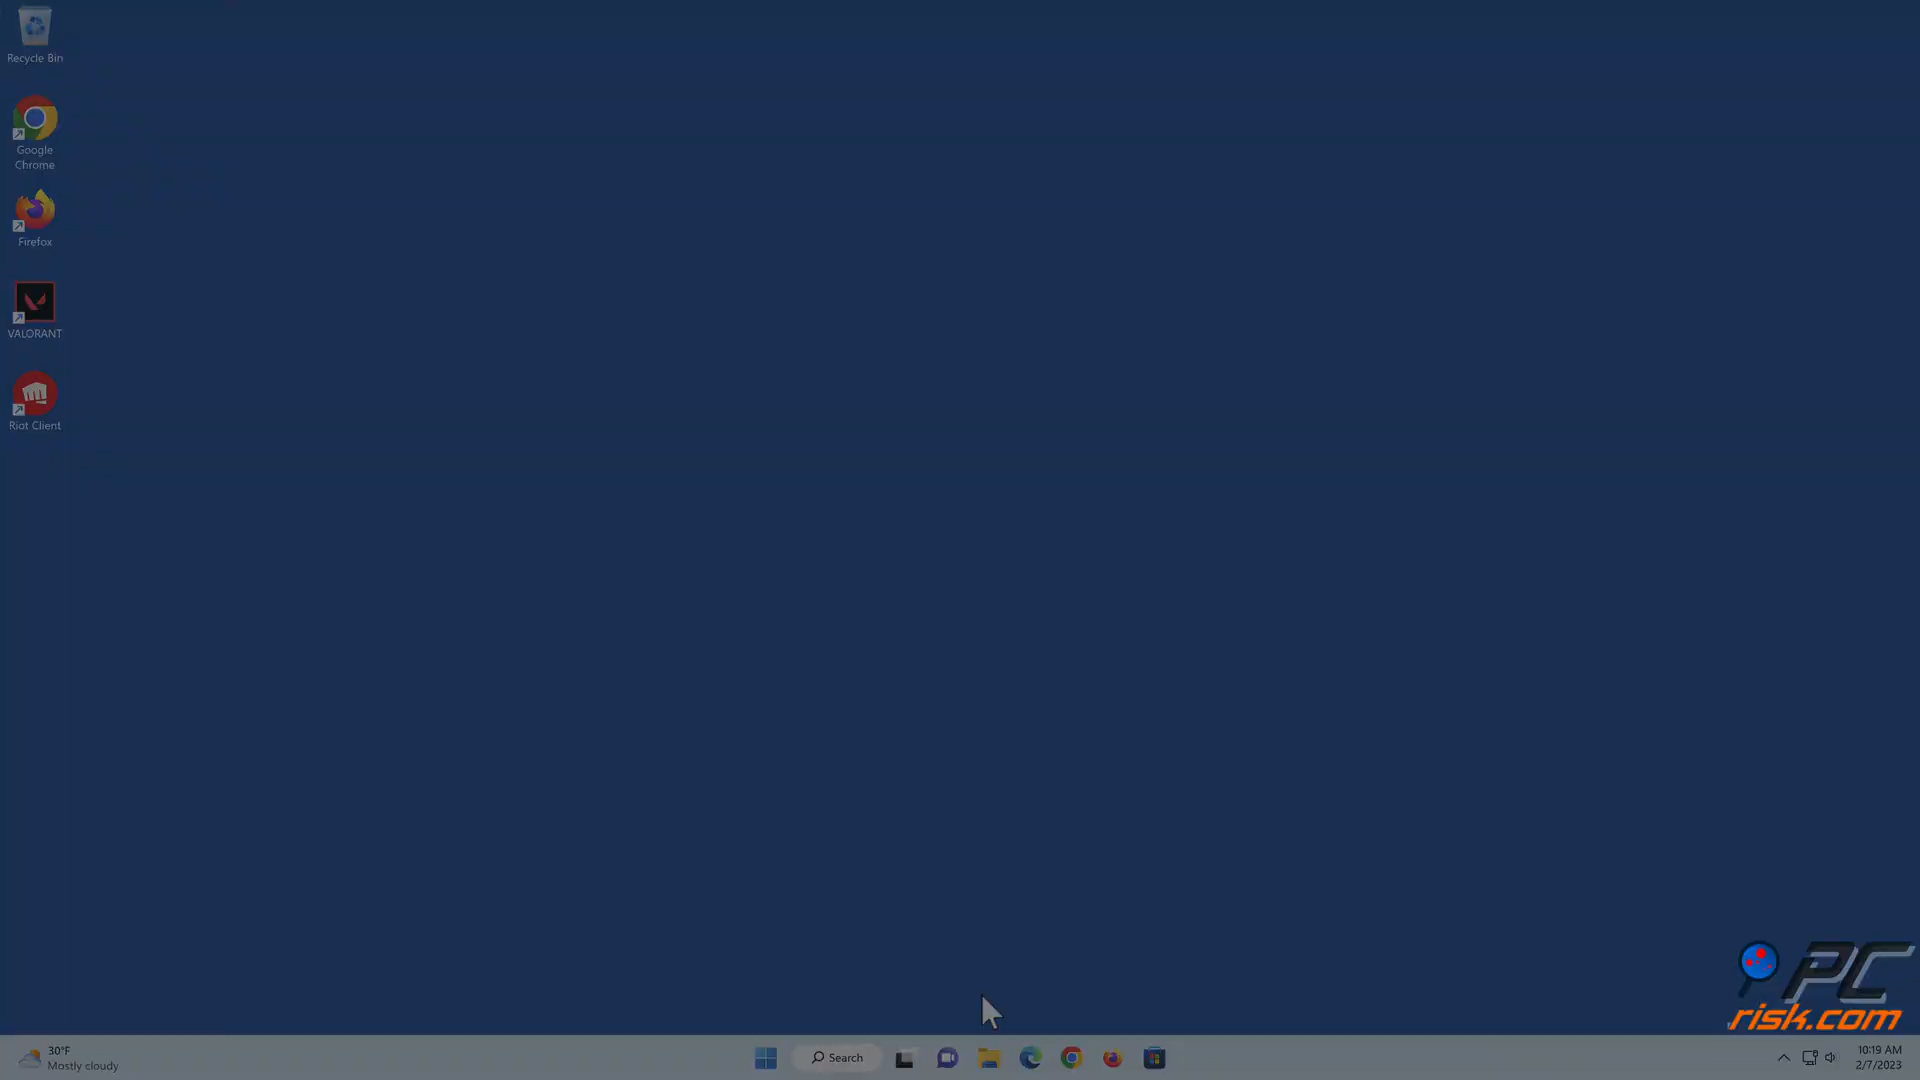 Recycle Bin
Google
Chrome
Firefox
VALORANT
Riot Client
PC
risk.com
30°F
Mostly cloudy
Search
10:19 AM
2/7/2023